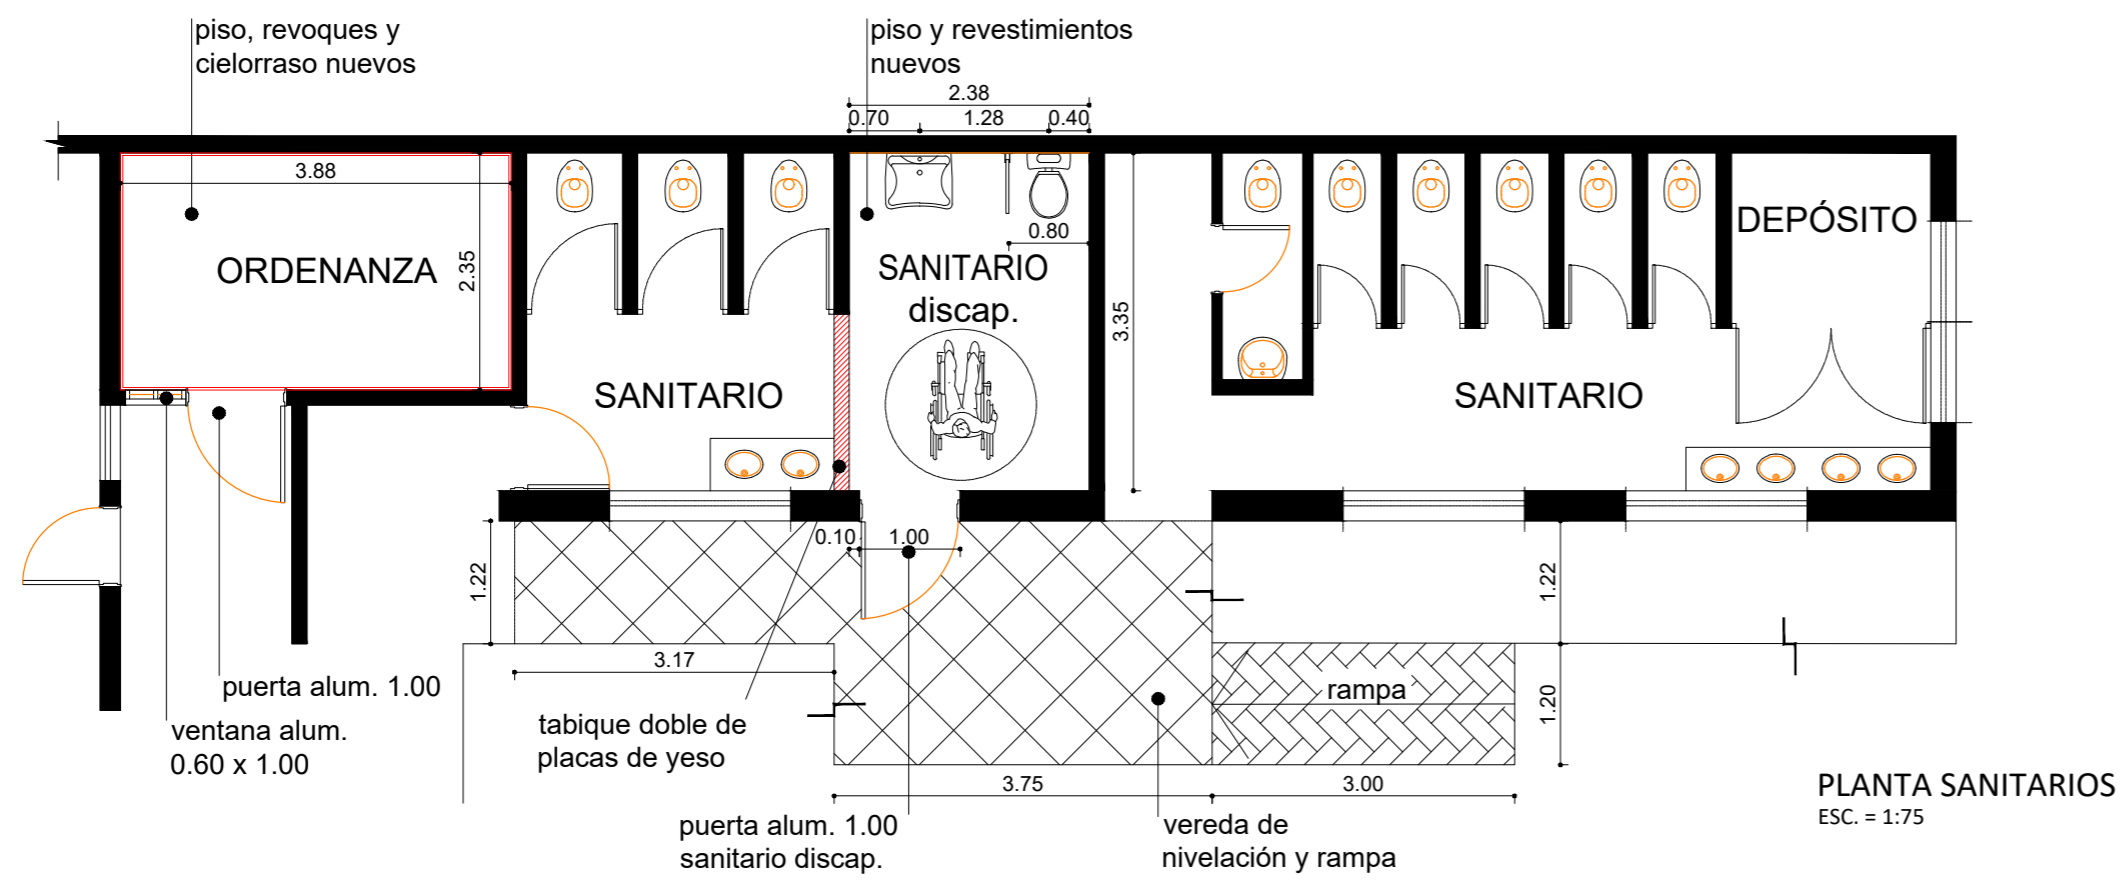 piso, revoques y
cielorraso nuevos
piso y revestimientos
nuevos
2.38
0.70
1.28
0.40
3.88
2.35
ORDENANZA
0.80
SANITARIO
discap.
3.35
DEPÓSITO
SANITARIO
SANITARIO
0.10
1.00
1.22
1.22
3.17
rampa
1.20
puerta alum. 1.00
ventana alum.
0.60 x 1.00
tabique doble de
placas de yeso
3.75
3.00
puerta alum. 1.00
sanitario discap.
vereda de
nivelación y rampa
PLANTA SANITARIOS
ESC. = 1:75